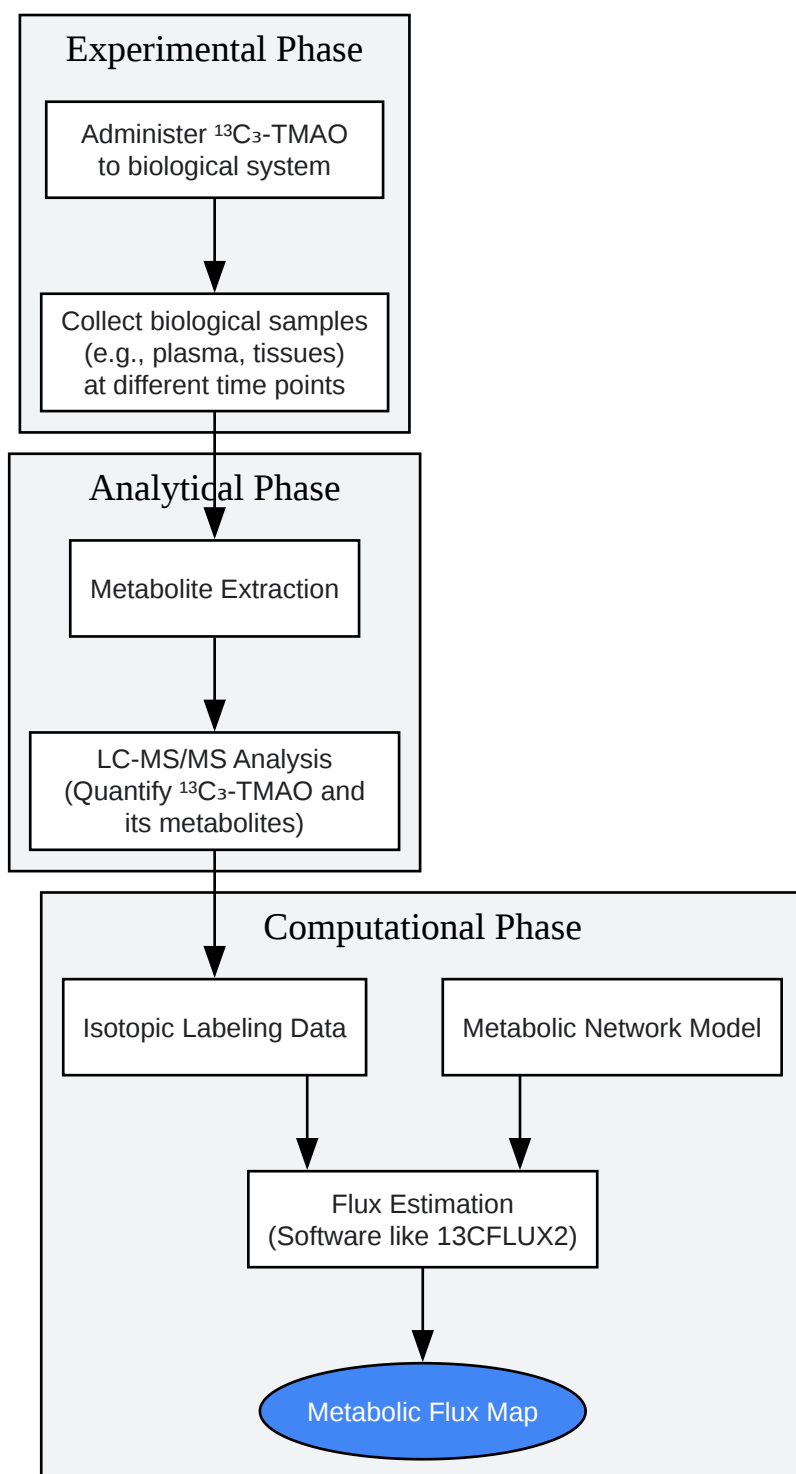 Experimental Phase
Administer ¹³C₃-TMAO
to biological system
Collect biological samples
(e.g., plasma, tissues)
at different time points
Analytical Phase
Metabolite Extraction
LC-MS/MS Analysis
(Quantify ¹³C₃-TMAO and
its metabolites)
Computational Phase
Isotopic Labeling Data
Metabolic Network Model
Flux Estimation
(Software like 13CFLUX2)
Metabolic Flux Map